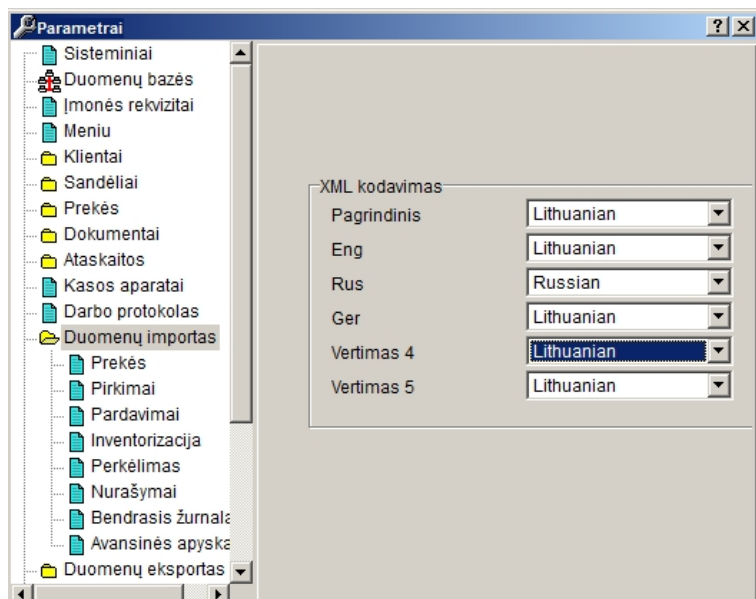 Parametrai
Sisteminiai
Duomenų bazės
Įmonės rekvizitai
Meniu
Klientai
Sandėliai
Prekės
Dokumentai
Ataskaitos
Kasos aparatai
Darbo protokolas
Duomenų importas
Prekės
Pirkimai
Pardavimai
Inventorizacija
Perkėlimas
Nurašymai
Bendrasis žurnala
Avansinės apyska
Duomenų eksportas
XML kodavimas
Pagrindinis Lithuanian
Eng Lithuanian
Rus Russian
Ger Lithuanian
Vertimas 4 Lithuanian
Vertimas 5 Lithuanian